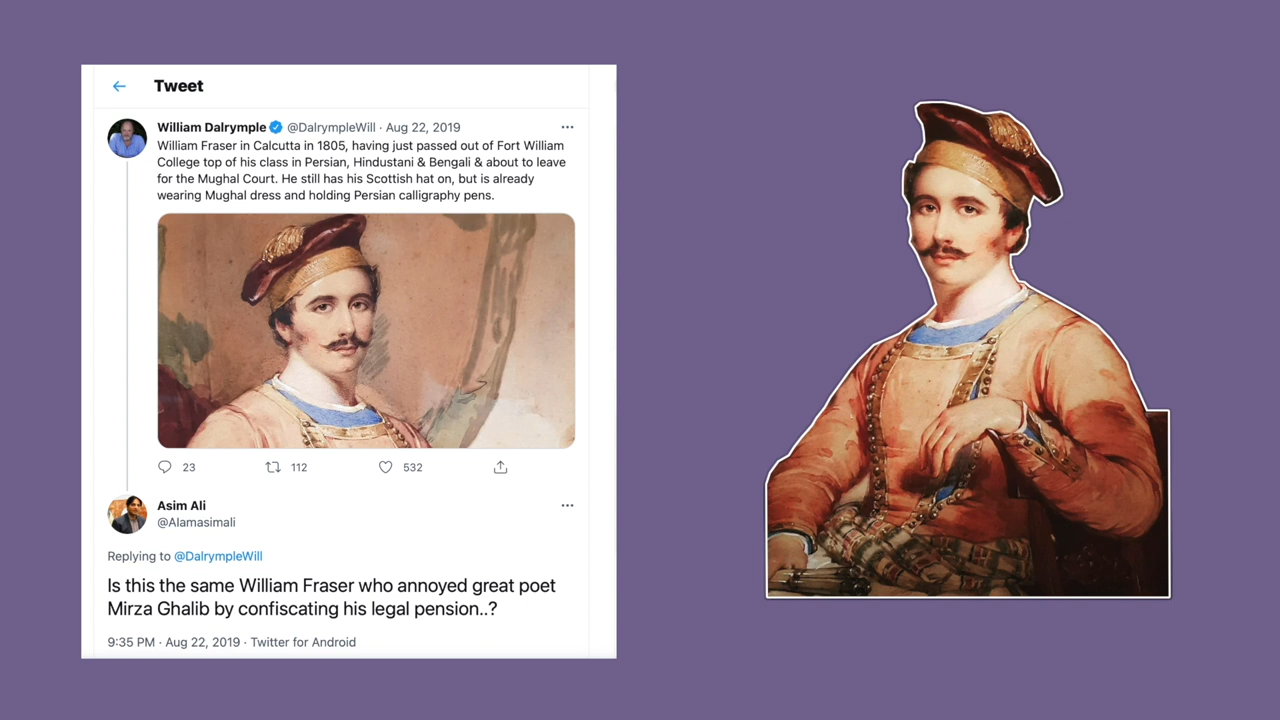 Tweet
William Dalrymple @DalrympleWill · Aug 22, 2019
William Fraser in Calcutta in 1805, having just passed out of Fort William
College top of his class in Persian, Hindustani & Bengali & about to leave
for the Mughal Court. He still has his Scottish hat on, but is already
wearing Mughal dress and holding Persian calligraphy pens.
23 112 532
Asim Ali
@Alamasimali
Replying to @DalrympleWill
Is this the same William Fraser who annoyed great poet
Mirza Ghalib by confiscating his legal pension..?
9:35 PM · Aug 22, 2019 · Twitter for Android